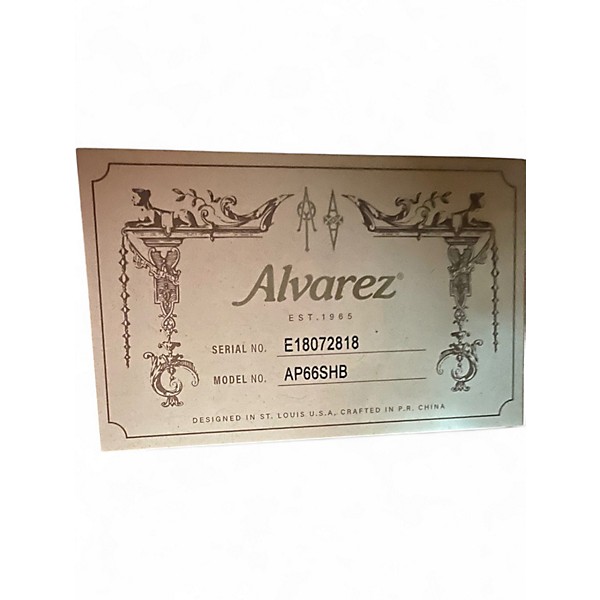 Alvarez®
EST. 1965
SERIAL NO. E18072818
MODEL NO. AP66SHB
DESIGNED IN ST. LOUIS U.S.A, CRAFTED IN P.R. CHINA